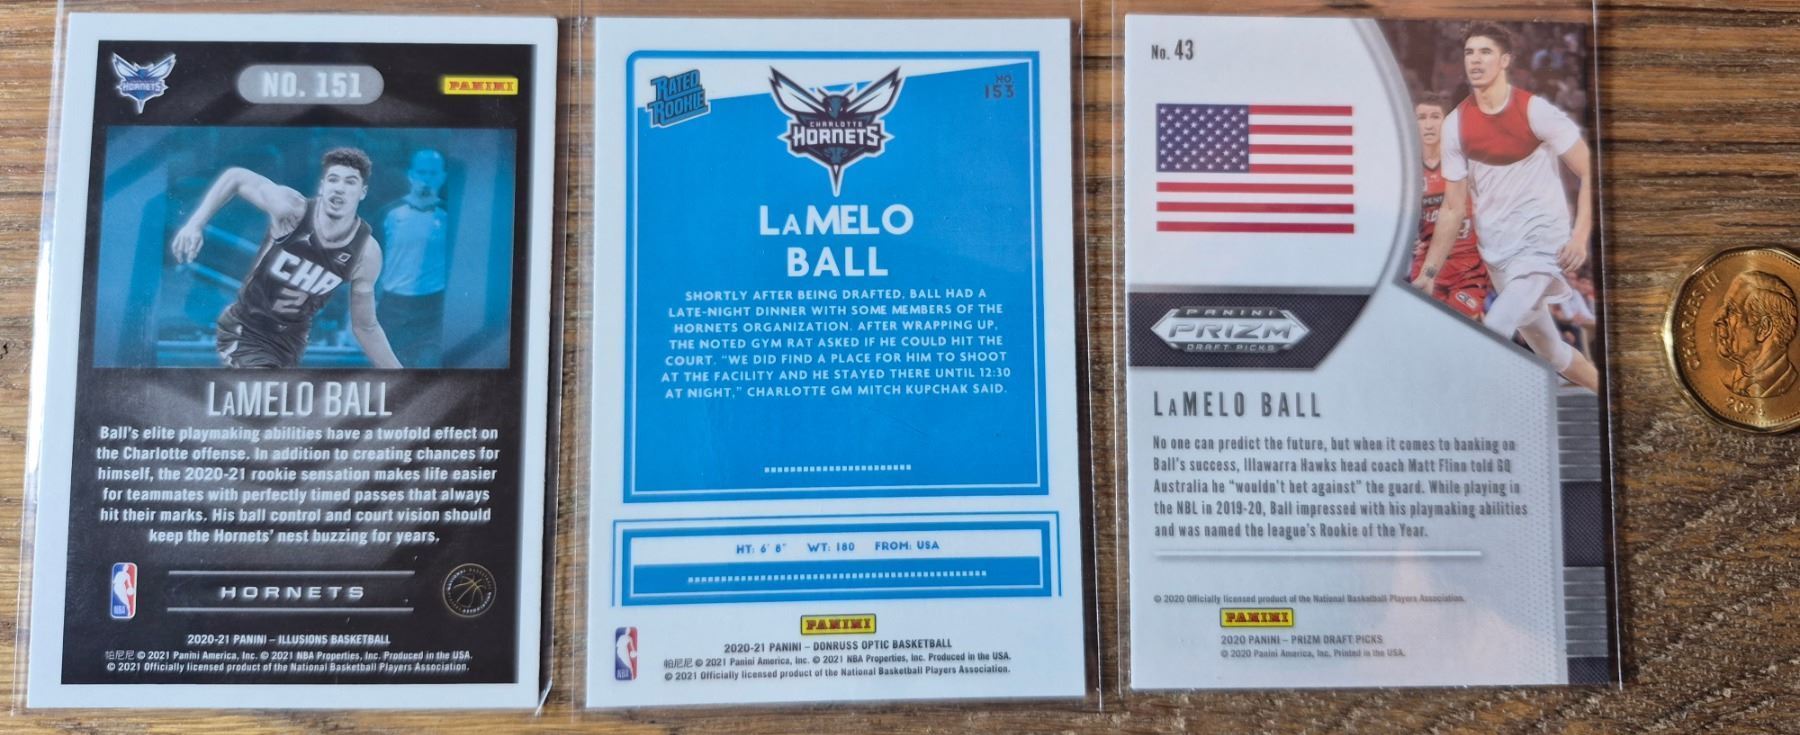 HORNETS
NO. 151
PANINI
CHA
2
LAMELO BALL
Ball's elite playmaking abilities have a twofold effect on
the Charlotte offense. In addition to creating chances for
himself, the 2020-21 rookie sensation makes life easier
for teammates with perfectly timed passes that always
hit their marks. His ball control and court vision should
keep the Hornets' nest buzzing for years.
NBA
HORNETS
2020-21 PANINI – ILLUSIONS BASKETBALL
帕尼尼 © 2021 Panini America, Inc. © 2021 NBA Properties, Inc. Produced in the USA.
© 2021 Officially licensed product of the National Basketball Players Association.
RATED
ROOKIE
CHARLOTTE
HORNETS
NO.
153
LAMELO
BALL
SHORTLY AFTER BEING DRAFTED, BALL HAD A
LATE-NIGHT DINNER WITH SOME MEMBERS OF THE
HORNETS ORGANIZATION. AFTER WRAPPING UP,
THE NOTED GYM RAT ASKED IF HE COULD HIT THE
COURT. "WE DID FIND A PLACE FOR HIM TO SHOOT
AT THE FACILITY AND HE STAYED THERE UNTIL 12:30
AT NIGHT," CHARLOTTE GM MITCH KUPCHAK SAID.
HT: 6' 8" WT: 180 FROM: USA
PANINI
NBA
2020-21 PANINI – DONRUSS OPTIC BASKETBALL
帕尼尼 © 2021 Panini America, Inc. © 2021 NBA Properties, Inc. Produced in the USA.
© 2021 Officially licensed product of the National Basketball Players Association.
No. 43
PANINI
PRIZM
DRAFT PICKS
LAMELO BALL
No one can predict the future, but when it comes to banking on
Ball's success, Illawarra Hawks head coach Matt Flinn told GQ
Australia he "wouldn't bet against" the guard. While playing in
the NBL in 2019-20, Ball impressed with his playmaking abilities
and was named the league's Rookie of the Year.
© 2020 Officially licensed product of the National Basketball Players Association.
PANINI
2020 PANINI – PRIZM DRAFT PICKS
© 2020 Panini America, Inc. Printed in the USA.
CHARLES III